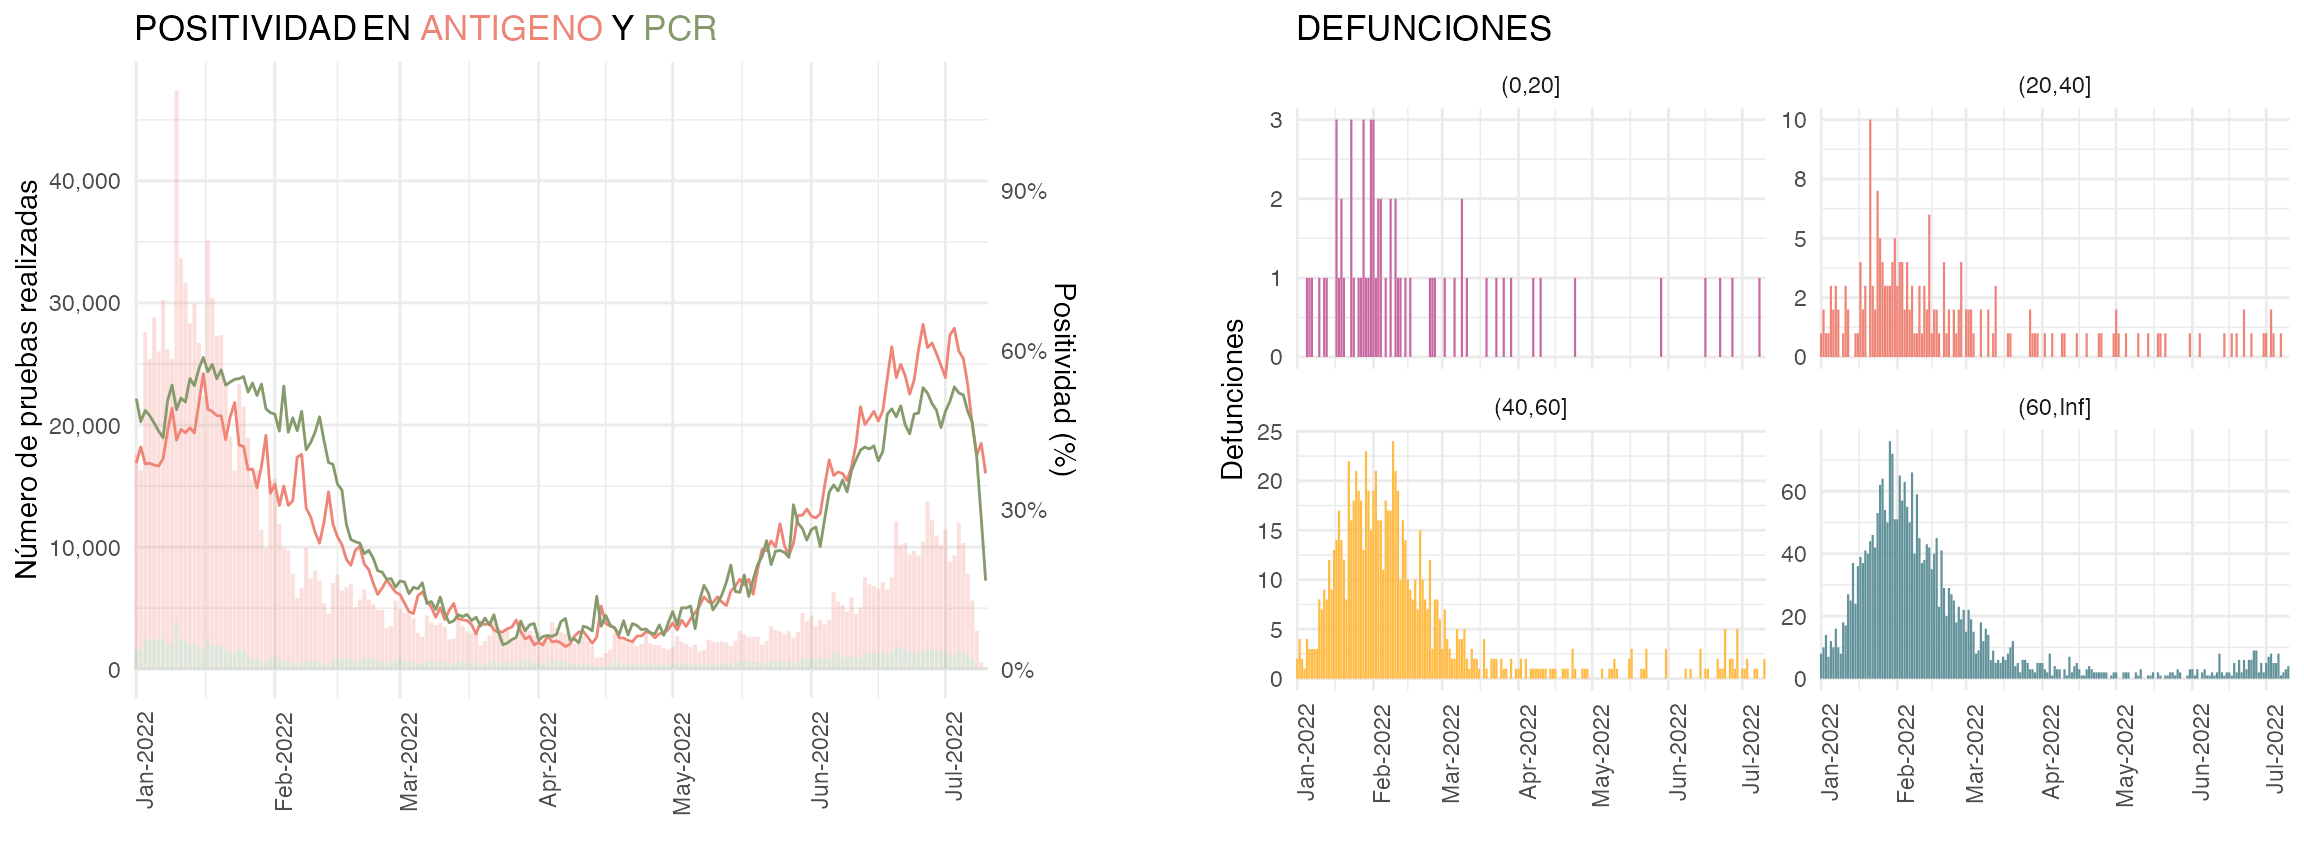 POSITIVIDAD EN ANTIGENO Y PCR
Número de pruebas realizadas
40,000
30,000
20,000
10,000
0
90%
60%
30%
0%
Positividad (%)
Jan-2022
Feb-2022
Mar-2022
Apr-2022
May-2022
Jun-2022
Jul-2022
DEFUNCIONES
Defunciones
(0,20]
3
2
1
0
(20,40]
10
8
5
2
0
(40,60]
25
20
15
10
5
0
(60,Inf]
60
40
20
0
Jan-2022
Feb-2022
Mar-2022
Apr-2022
May-2022
Jun-2022
Jul-2022
Jan-2022
Feb-2022
Mar-2022
Apr-2022
May-2022
Jun-2022
Jul-2022